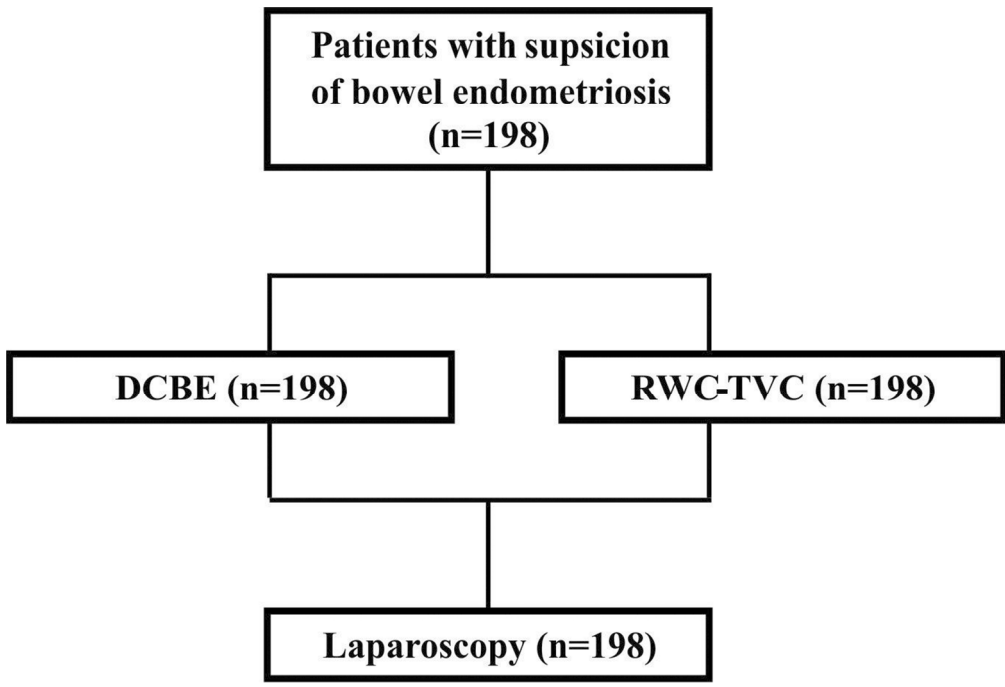 Patients with supsicion
of bowel endometriosis
(n=198)
DCBE (n=198)
RWC-TVC (n=198)
Laparoscopy (n=198)